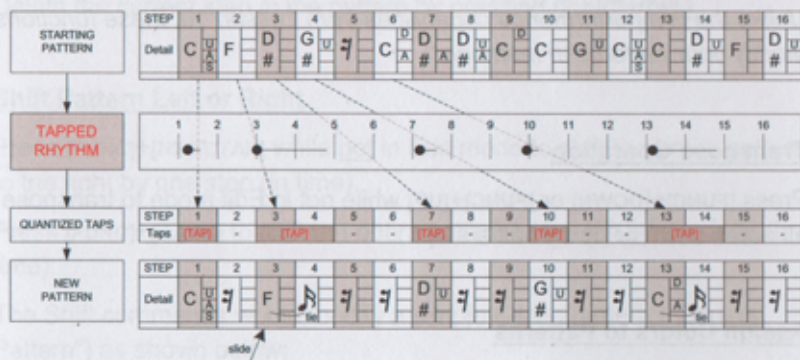 STEP 1 2 3 4 5 6 7 8 9 10 11 12 13 14 15 16
STARTING
PATTERN
Detail C U A S F D # G # U C D A D # A D # U A C D C G U C U A S C D # U F D # U
TAPPED
RHYTHM
1 2 3 4 5 6 7 8 9 10 11 12 13 14 15 16
QUANTIZED TAPS
STEP 1 2 3 4 5 6 7 8 9 10 11 12 13 14 15 16
Taps [TAP] - [TAP] - - [TAP] - - [TAP] - - [TAP] - -
NEW
PATTERN
STEP 1 2 3 4 5 6 7 8 9 10 11 12 13 14 15 16
Detail C U A S F tie D # U G # U C D A tie
slide